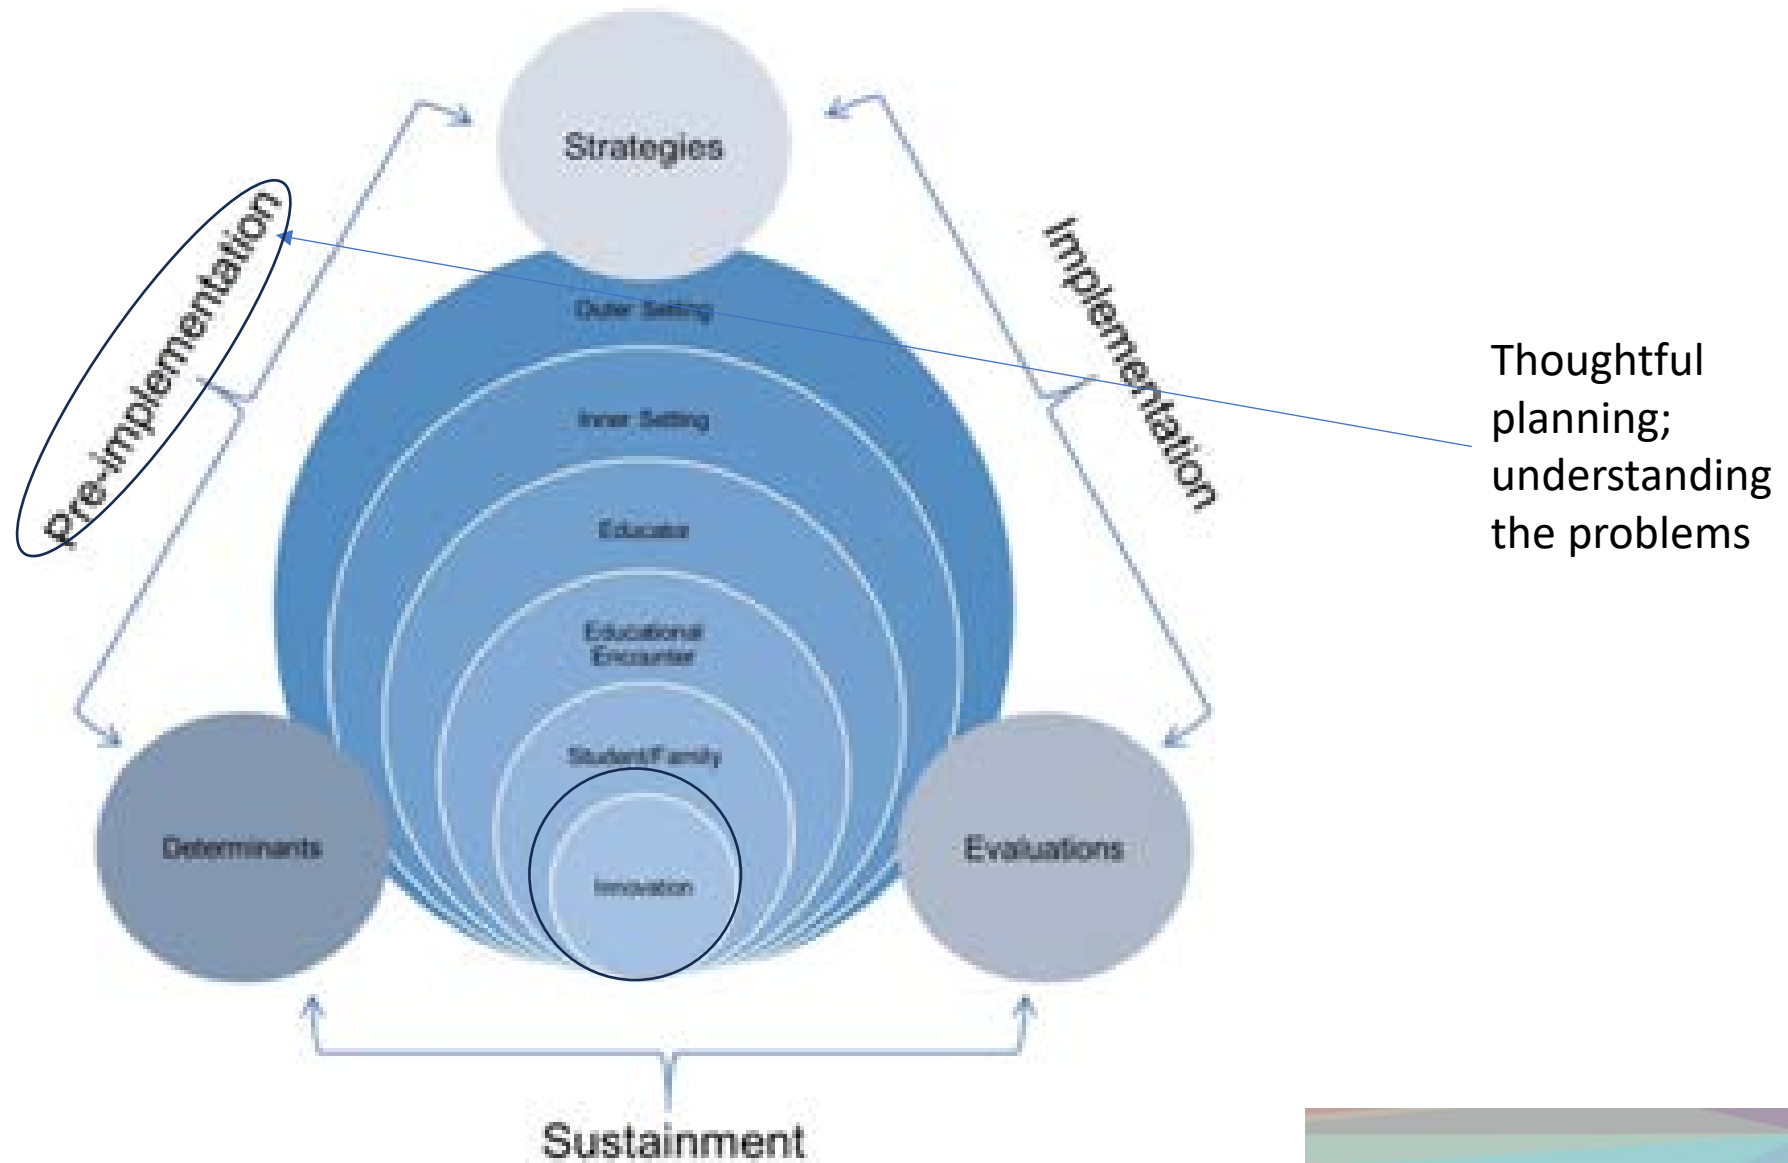 Strategies
Pre-implementation
Implementation
Outer Setting
Inner Setting
Educator
Educational
Encounter
Student/Family
Innovation
Determinants
Evaluations
Sustainment
Thoughtful
planning;
understanding
the problems